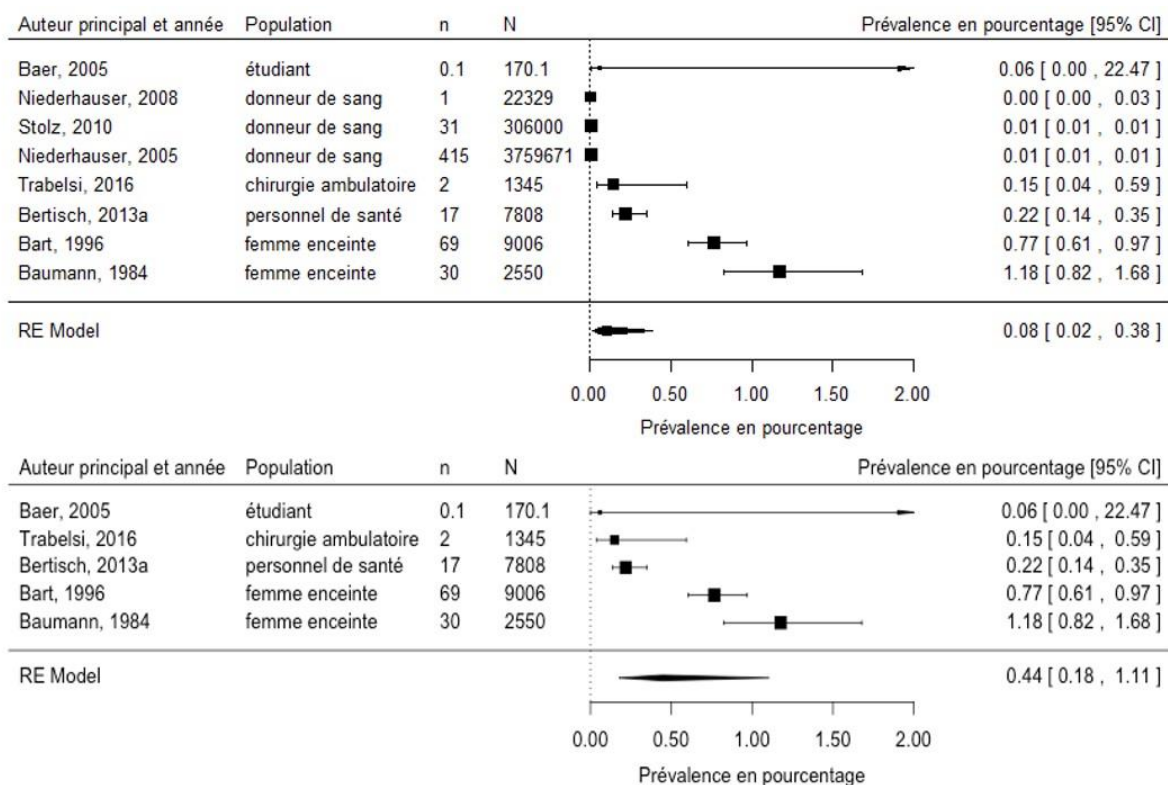 Auteur principal et année Population n N Prévalence en pourcentage [95% CI]
Baer, 2005 étudiant 0.1 170.1 0.06 [ 0.00 , 22.47 ]
Niederhauser, 2008 donneur de sang 1 22329 0.00 [ 0.00 , 0.03 ]
Stolz, 2010 donneur de sang 31 306000 0.01 [ 0.01 , 0.01 ]
Niederhauser, 2005 donneur de sang 415 3759671 0.01 [ 0.01 , 0.01 ]
Trabelsi, 2016 chirurgie ambulatoire 2 1345 0.15 [ 0.04 , 0.59 ]
Bertisch, 2013a personnel de santé 17 7808 0.22 [ 0.14 , 0.35 ]
Bart, 1996 femme enceinte 69 9006 0.77 [ 0.61 , 0.97 ]
Baumann, 1984 femme enceinte 30 2550 1.18 [ 0.82 , 1.68 ]
RE Model 0.08 [ 0.02 , 0.38 ]
0.00 0.50 1.00 1.50 2.00
Prévalence en pourcentage
Auteur principal et année Population n N Prévalence en pourcentage [95% CI]
Baer, 2005 étudiant 0.1 170.1 0.06 [ 0.00 , 22.47 ]
Trabelsi, 2016 chirurgie ambulatoire 2 1345 0.15 [ 0.04 , 0.59 ]
Bertisch, 2013a personnel de santé 17 7808 0.22 [ 0.14 , 0.35 ]
Bart, 1996 femme enceinte 69 9006 0.77 [ 0.61 , 0.97 ]
Baumann, 1984 femme enceinte 30 2550 1.18 [ 0.82 , 1.68 ]
RE Model 0.44 [ 0.18 , 1.11 ]
0.00 0.50 1.00 1.50 2.00
Prévalence en pourcentage